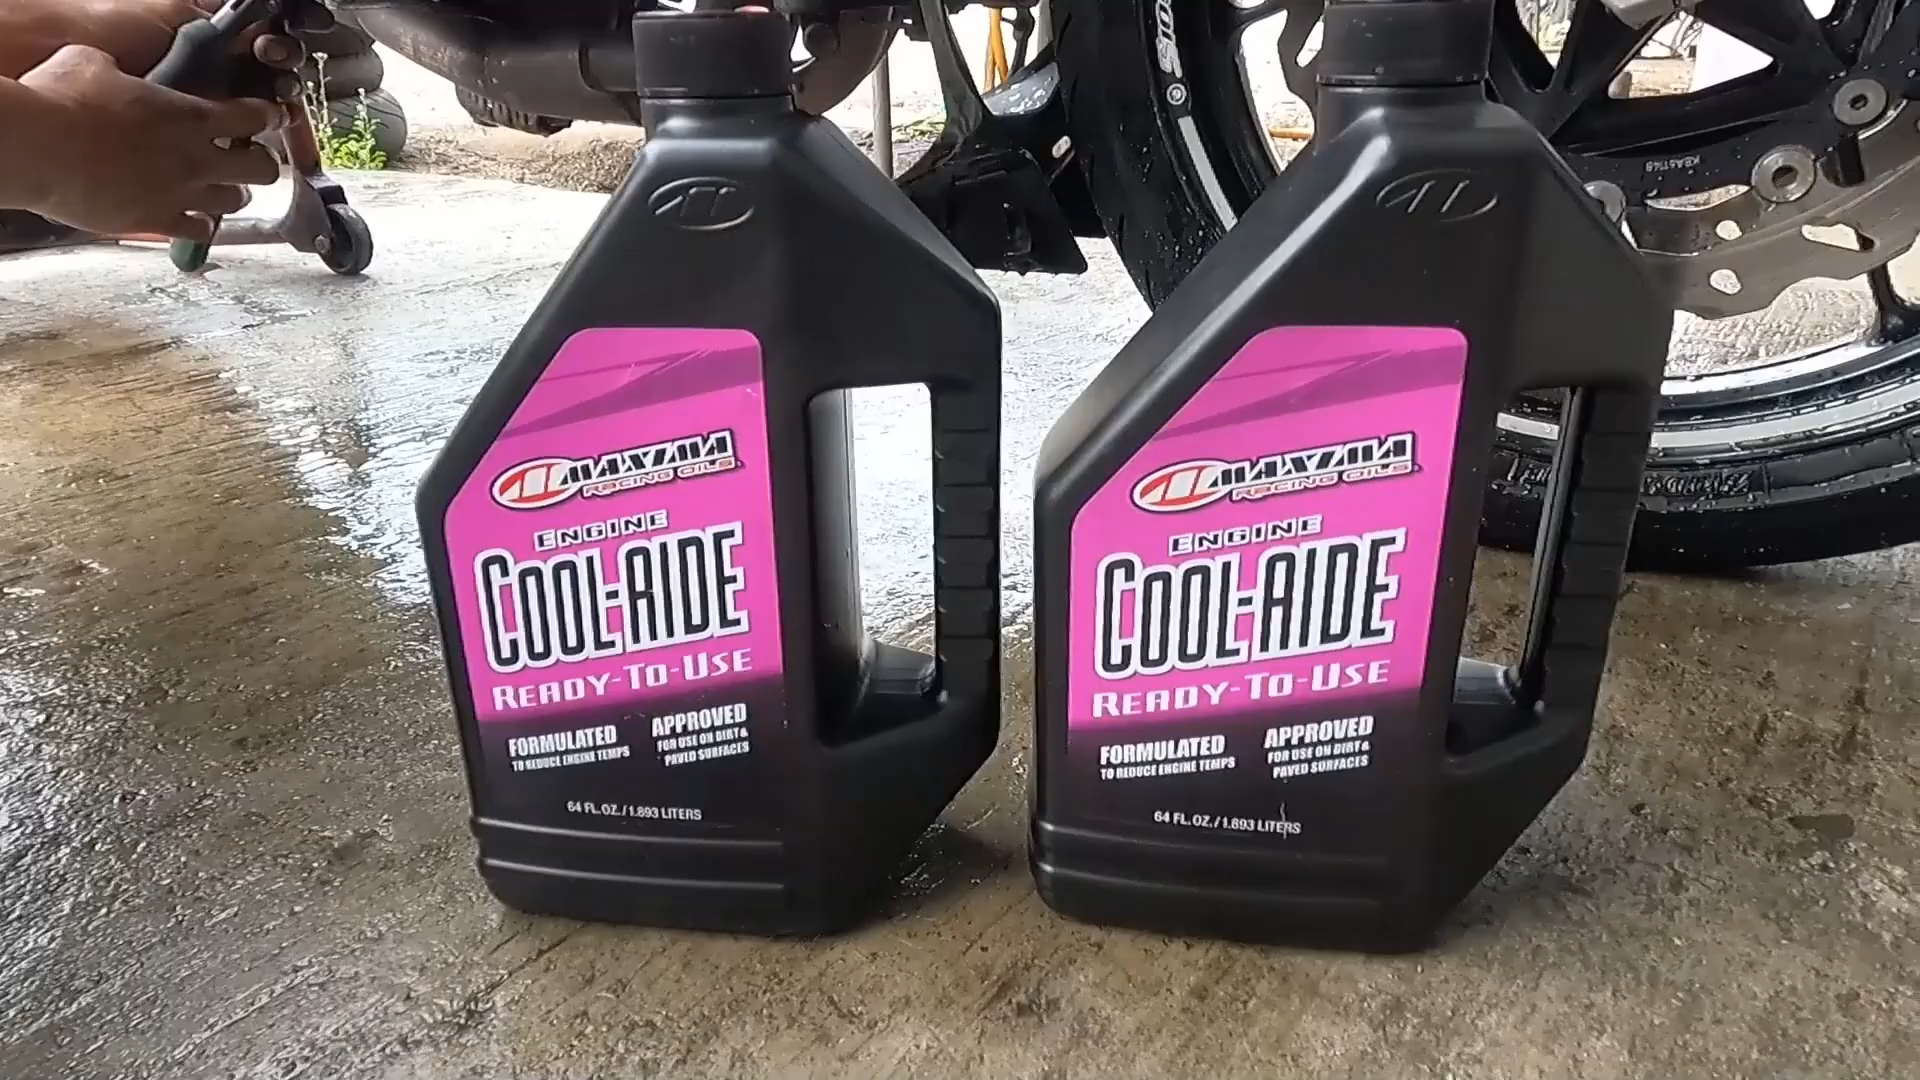 MAXIMA
RACING OILS
ENGINE
COOL-AIDE
READY-TO-USE
FORMULATED
TO REDUCE ENGINE TEMPS
APPROVED
FOR USE ON DIRT &
PAVED SURFACES
64 FL. OZ. / 1.893 LITERS
MAXIMA
RACING OILS
ENGINE
COOL-AIDE
READY-TO-USE
FORMULATED
TO REDUCE ENGINE TEMPS
APPROVED
FOR USE ON DIRT &
PAVED SURFACES
64 FL. OZ. / 1.893 LITERS
KBA61148